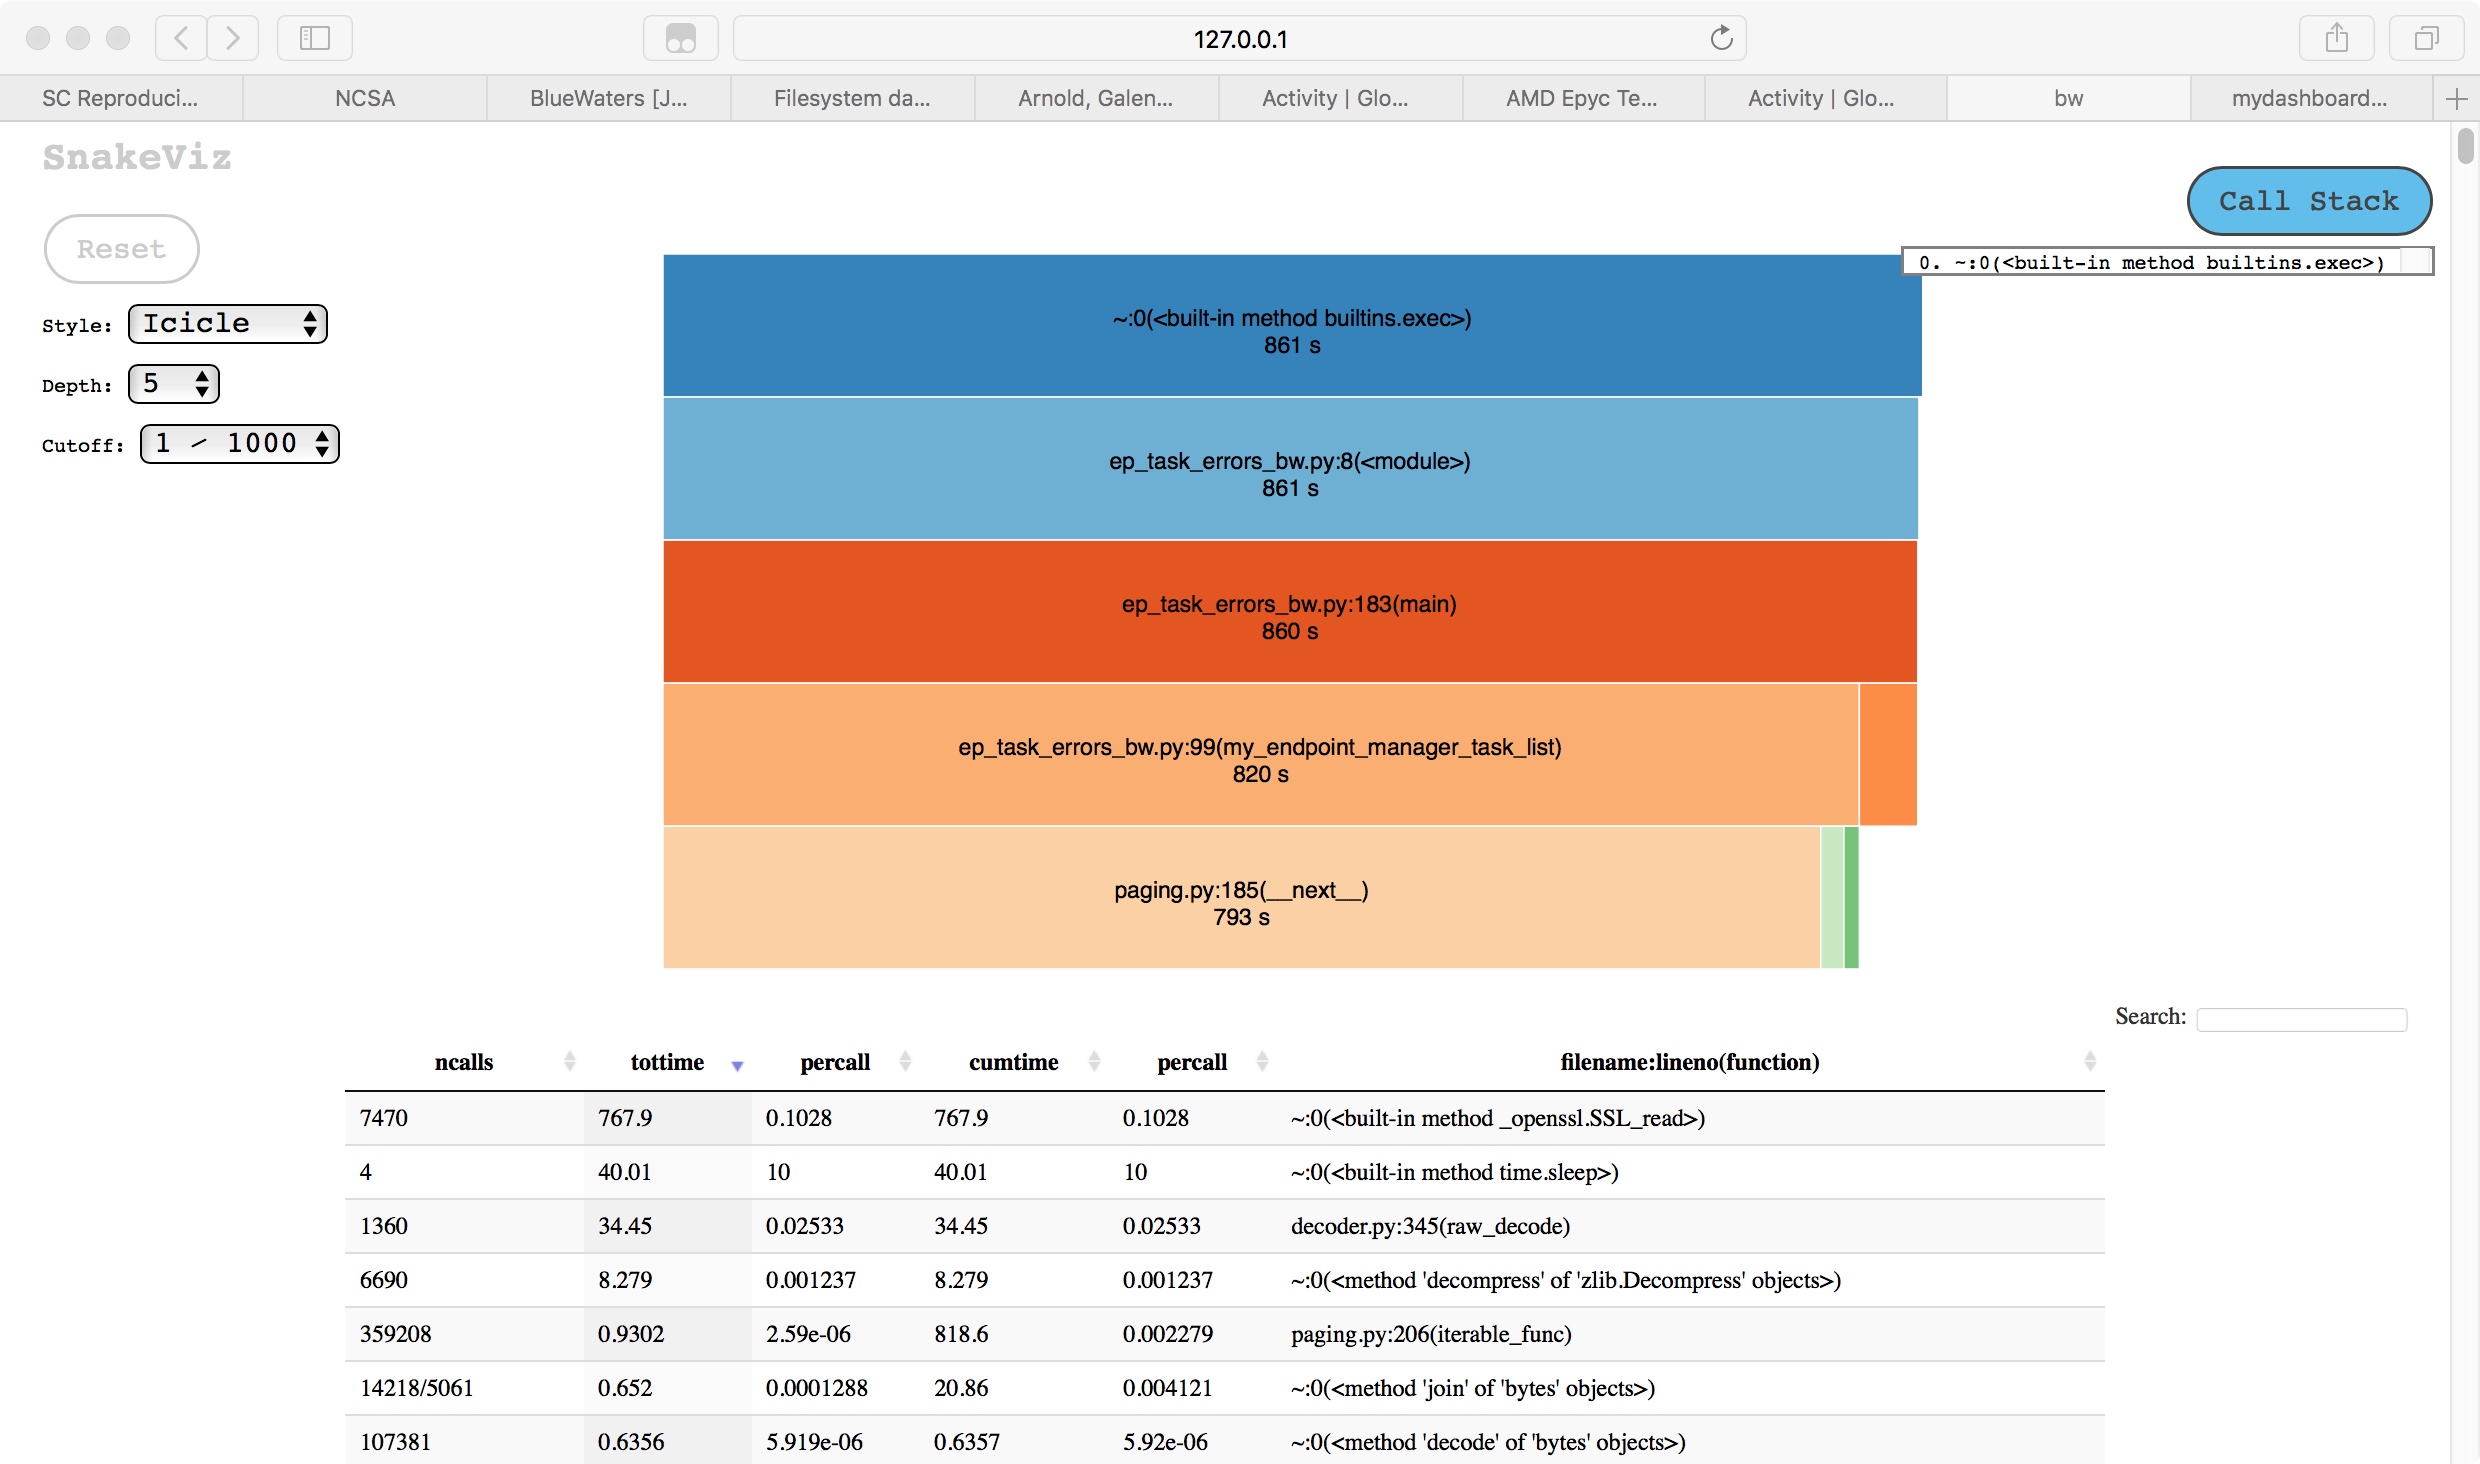 127.0.0.1
SC Reproduci... NCSA BlueWaters [J... Filesystem da... Arnold, Galen... Activity | Glo... AMD Epyc Te... Activity | Glo... bw mydashboard...
SnakeViz
Call Stack
Reset
0. ~:0(<built-in method builtins.exec>)
Style: Icicle
Depth: 5
Cutoff: 1 / 1000
~:0(<built-in method builtins.exec>)
861 s
ep_task_errors_bw.py:8(<module>)
861 s
ep_task_errors_bw.py:183(main)
860 s
ep_task_errors_bw.py:99(my_endpoint_manager_task_list)
820 s
paging.py:185(__next__)
793 s
Search:
ncalls tottime percall cumtime percall filename:lineno(function)
7470 767.9 0.1028 767.9 0.1028 ~:0(<built-in method _openssl.SSL_read>)
4 40.01 10 40.01 10 ~:0(<built-in method time.sleep>)
1360 34.45 0.02533 34.45 0.02533 decoder.py:345(raw_decode)
6690 8.279 0.001237 8.279 0.001237 ~:0(<method 'decompress' of 'zlib.Decompress' objects>)
359208 0.9302 2.59e-06 818.6 0.002279 paging.py:206(iterable_func)
14218/5061 0.652 0.0001288 20.86 0.004121 ~:0(<method 'join' of 'bytes' objects>)
107381 0.6356 5.919e-06 0.6357 5.92e-06 ~:0(<method 'decode' of 'bytes' objects>)